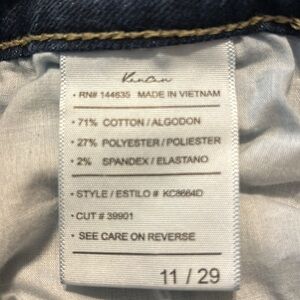 KanCan
• RN# 144635 MADE IN VIETNAM
• 71% COTTON / ALGODON
• 27% POLYESTER / POLIESTER
• 2% SPANDEX / ELASTANO
• STYLE / ESTILO # KC8664D
• CUT # 39901
• SEE CARE ON REVERSE
11 / 29